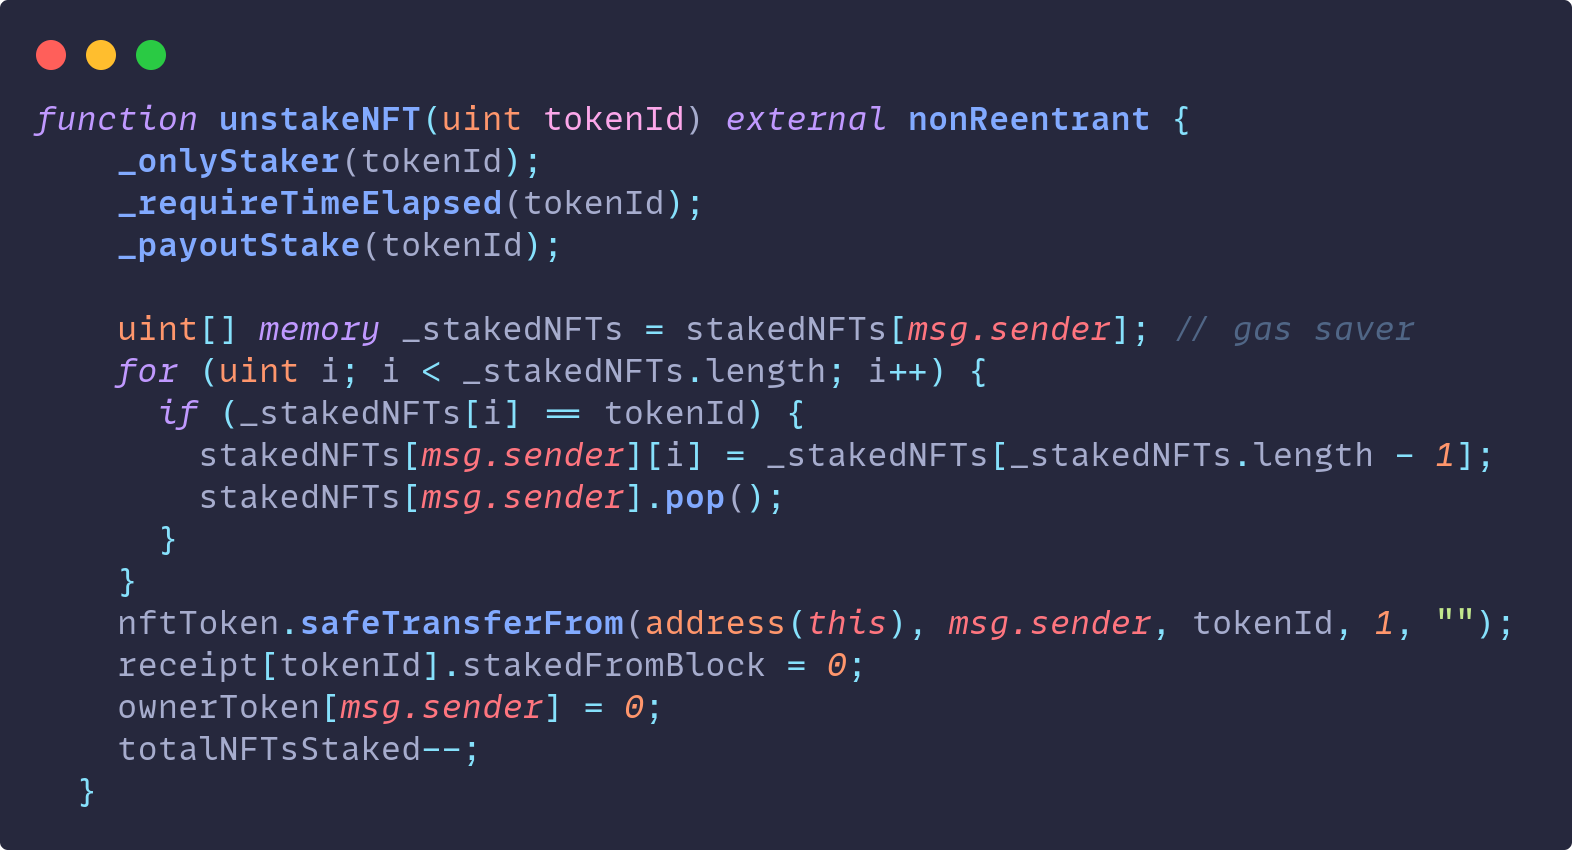 function unstakeNFT(uint tokenId) external nonReentrant {
    _onlyStaker(tokenId);
    _requireTimeElapsed(tokenId);
    _payoutStake(tokenId);

    uint[] memory _stakedNFTs = stakedNFTs[msg.sender]; // gas saver
    for (uint i; i < _stakedNFTs.length; i++) {
      if (_stakedNFTs[i] == tokenId) {
        stakedNFTs[msg.sender][i] = _stakedNFTs[_stakedNFTs.length - 1];
        stakedNFTs[msg.sender].pop();
      }
    }
    nftToken.safeTransferFrom(address(this), msg.sender, tokenId, 1, "");
    receipt[tokenId].stakedFromBlock = 0;
    ownerToken[msg.sender] = 0;
    totalNFTsStaked--;
  }